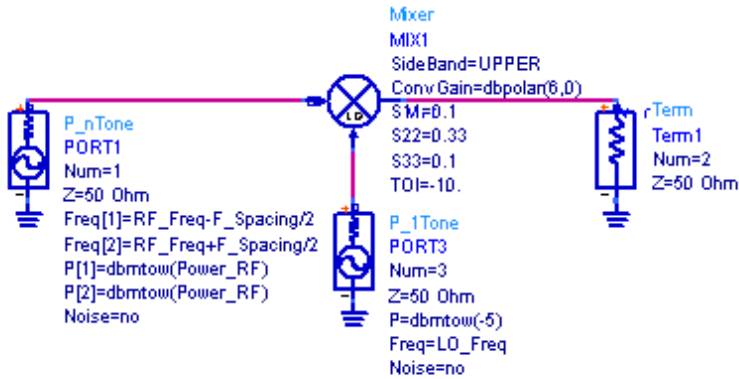 Mixer
MIX1
SideBand=UPPER
ConvGain=dbpolar(6,0)
S11=0.1
S22=0.33
S33=0.1
TOI=-10.
LO
P_nTone
PORT1
Num=1
Z=50 Ohm
Freq[1]=RF_Freq-F_Spacing/2
Freq[2]=RF_Freq+F_Spacing/2
P[1]=dbmtow(Power_RF)
P[2]=dbmtow(Power_RF)
Noise=no
P_1Tone
PORT3
Num=3
Z=50 Ohm
P=dbmtow(-5)
Freq=LO_Freq
Noise=no
Term
Term1
Num=2
Z=50 Ohm